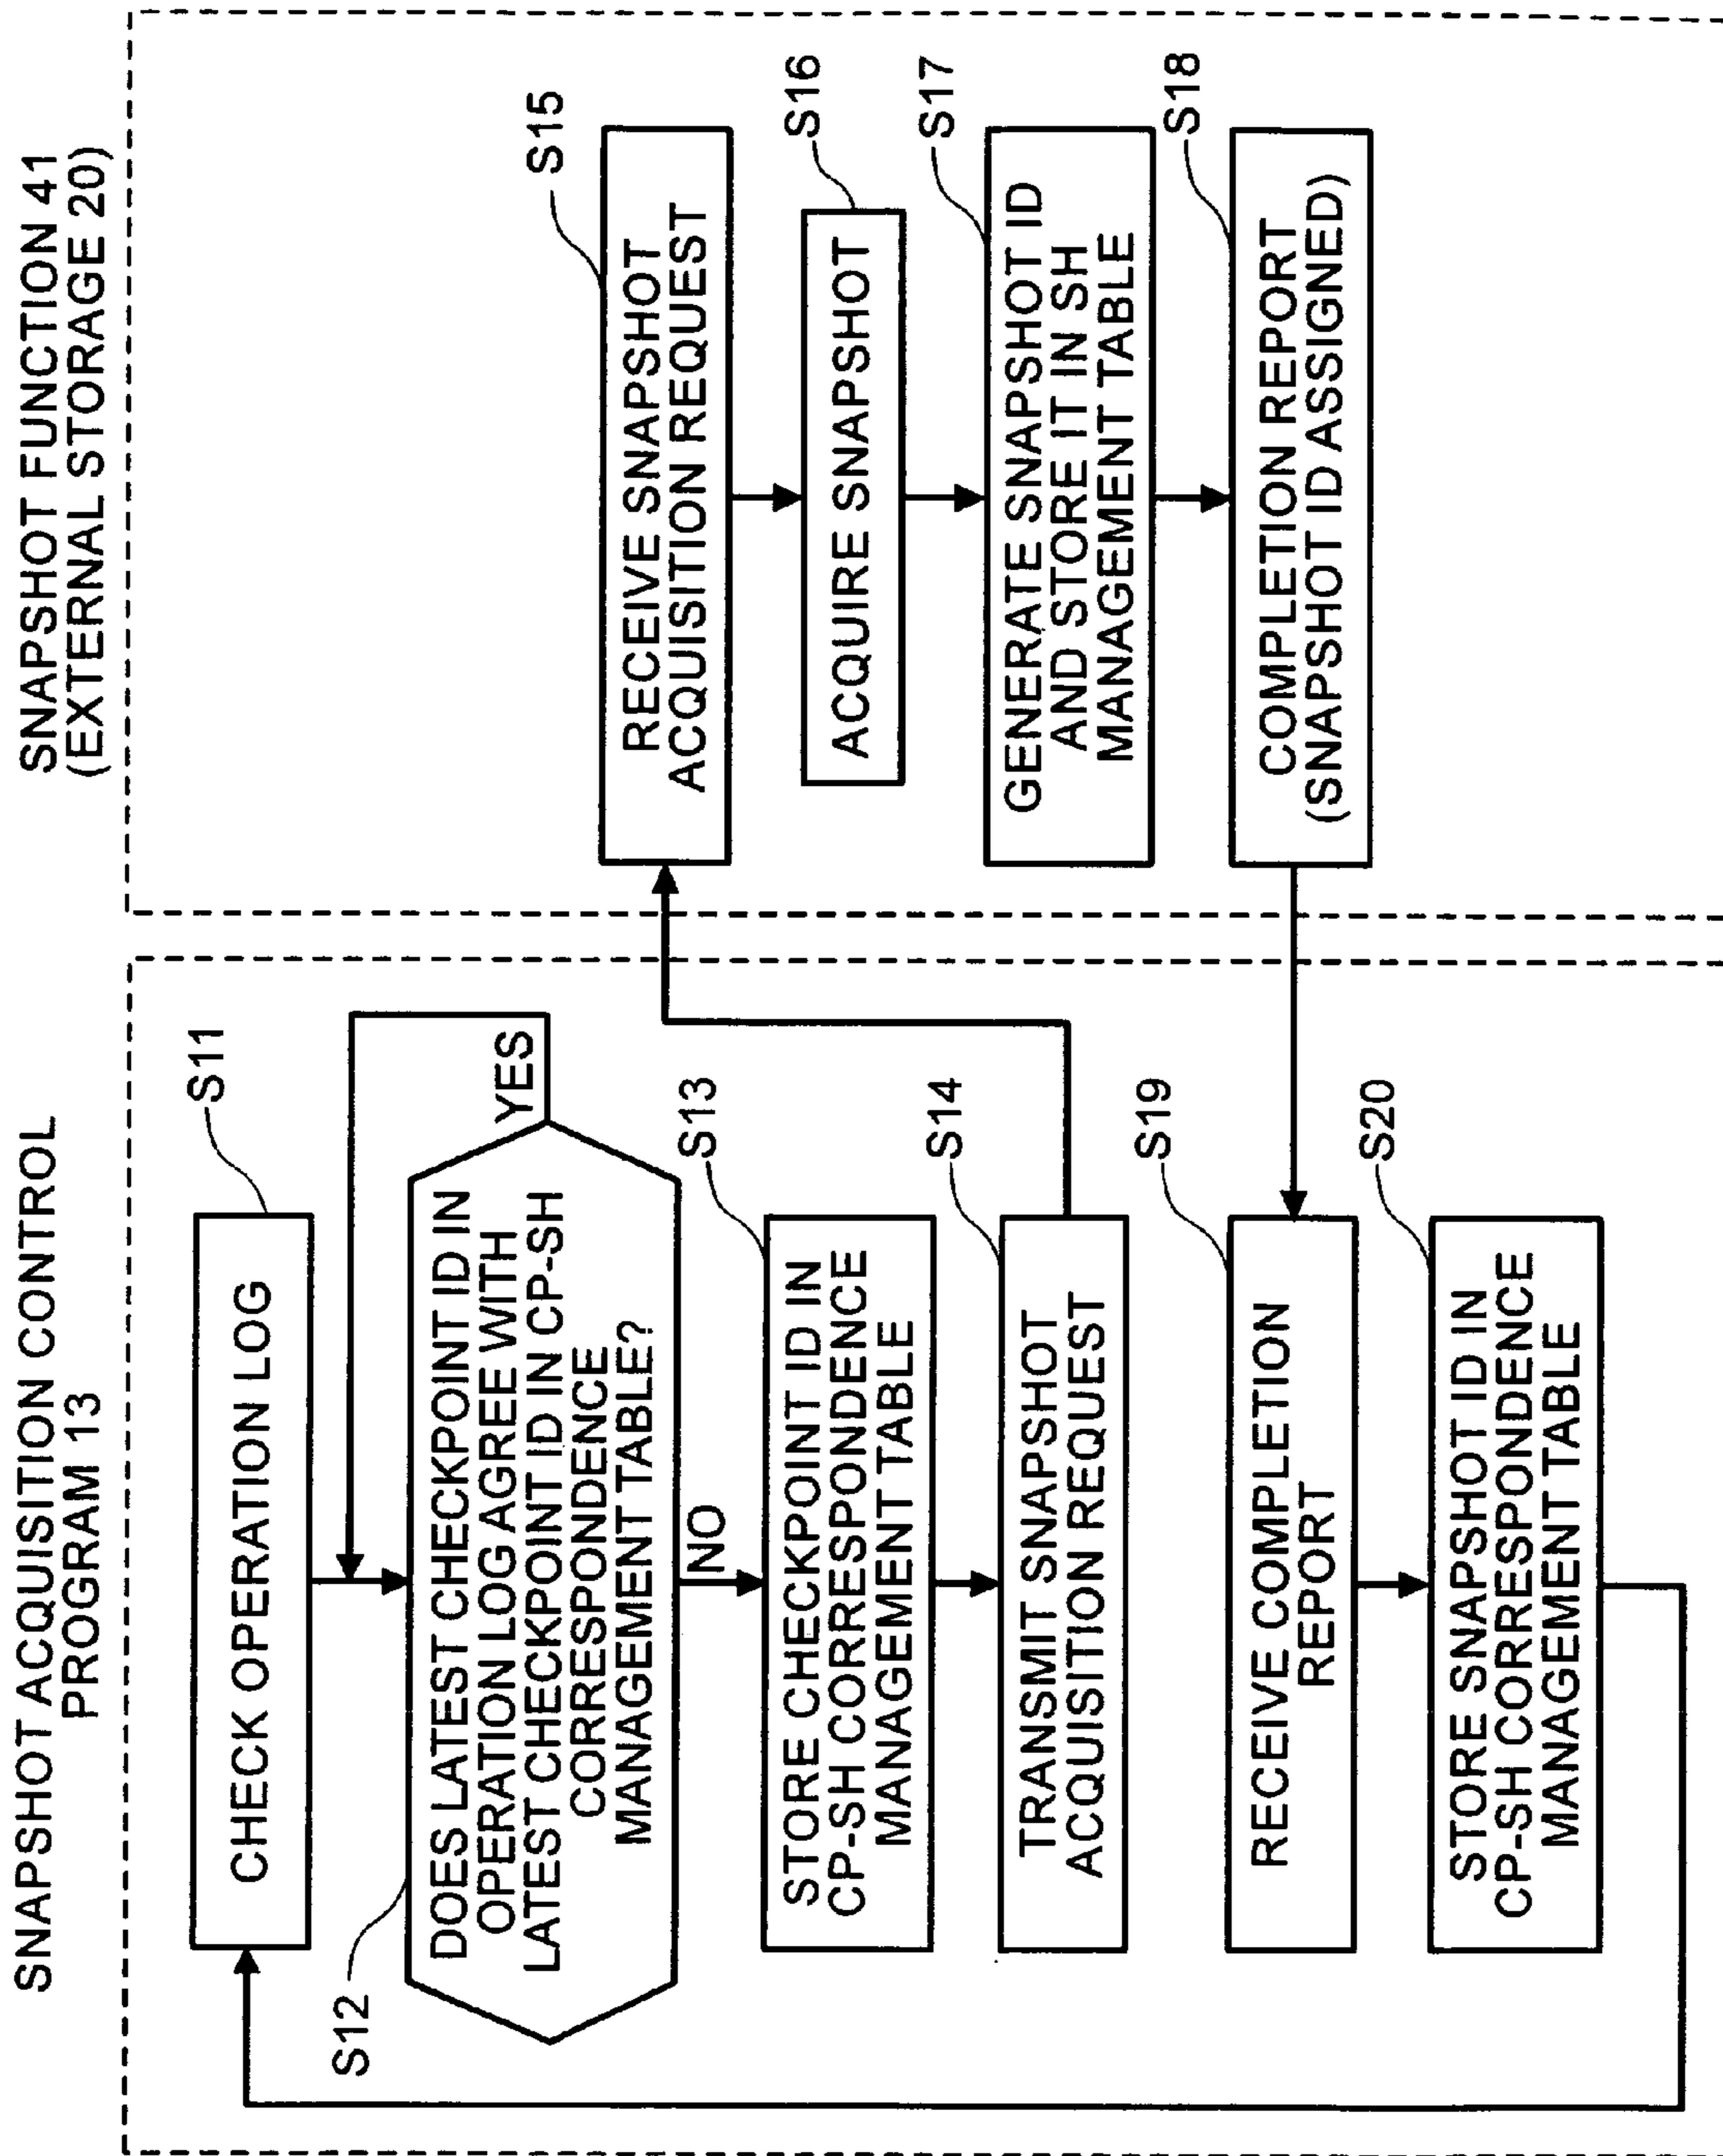 SNAPSHOT ACQUISITION CONTROL
PROGRAM 13
S11
CHECK OPERATION LOG
S12
DOES LATEST CHECKPOINT ID IN
OPERATION LOG AGREE WITH
LATEST CHECKPOINT ID IN CP-SH
CORRESPONDENCE
MANAGEMENT TABLE?
YES
NO
S13
STORE CHECKPOINT ID IN
CP-SH CORRESPONDENCE
MANAGEMENT TABLE
S14
TRANSMIT SNAPSHOT
ACQUISITION REQUEST
S19
RECEIVE COMPLETION
REPORT
S20
STORE SNAPSHOT ID IN
CP-SH CORRESPONDENCE
MANAGEMENT TABLE
SNAPSHOT FUNCTION 41
(EXTERNAL STORAGE 20)
S15
RECEIVE SNAPSHOT
ACQUISITION REQUEST
S16
ACQUIRE SNAPSHOT
S17
GENERATE SNAPSHOT ID
AND STORE IT IN SH
MANAGEMENT TABLE
S18
COMPLETION REPORT
(SNAPSHOT ID ASSIGNED)